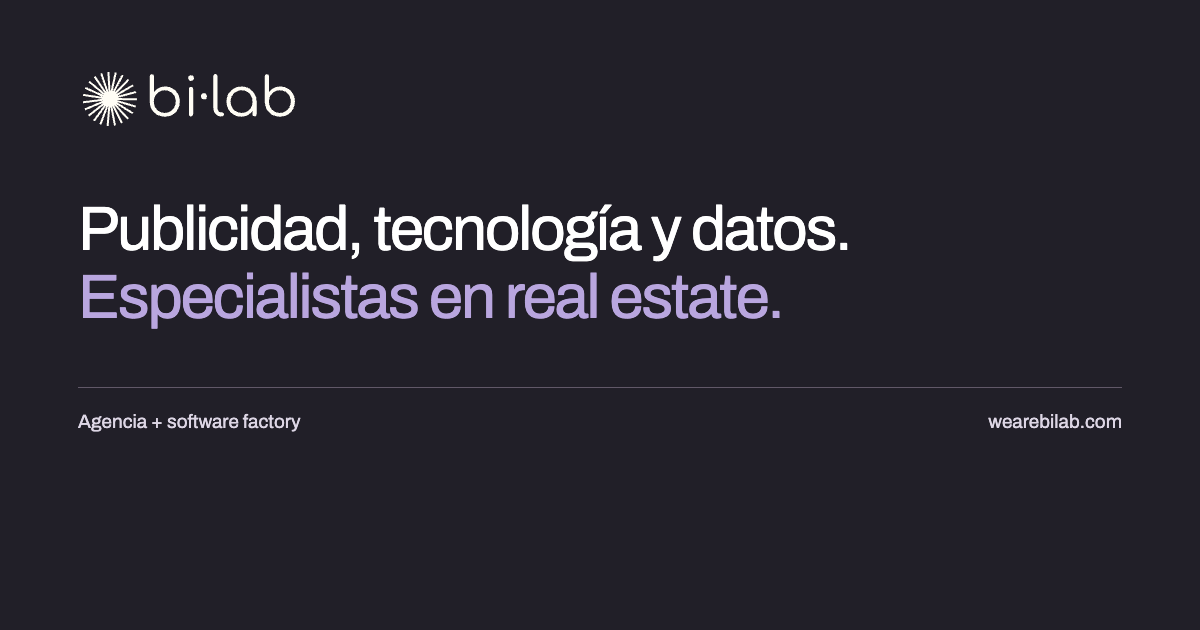 bi·lab
Publicidad, tecnología y datos.
Especialistas en real estate.
Agencia + software factory
wearebilab.com